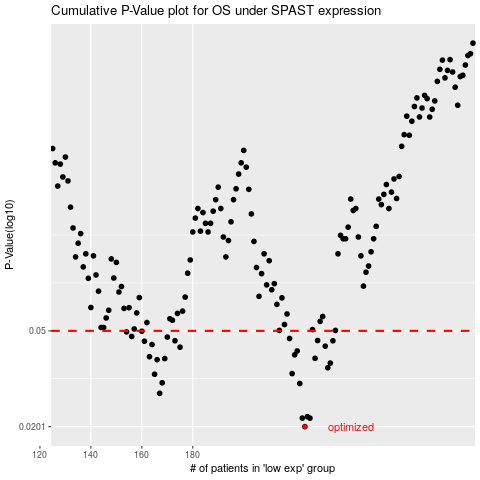 Cumulative P-Value plot for OS under SPAST expression
P-Value(log10)
0.05
0.0201
optimized
120 140 160 180
# of patients in 'low exp' group